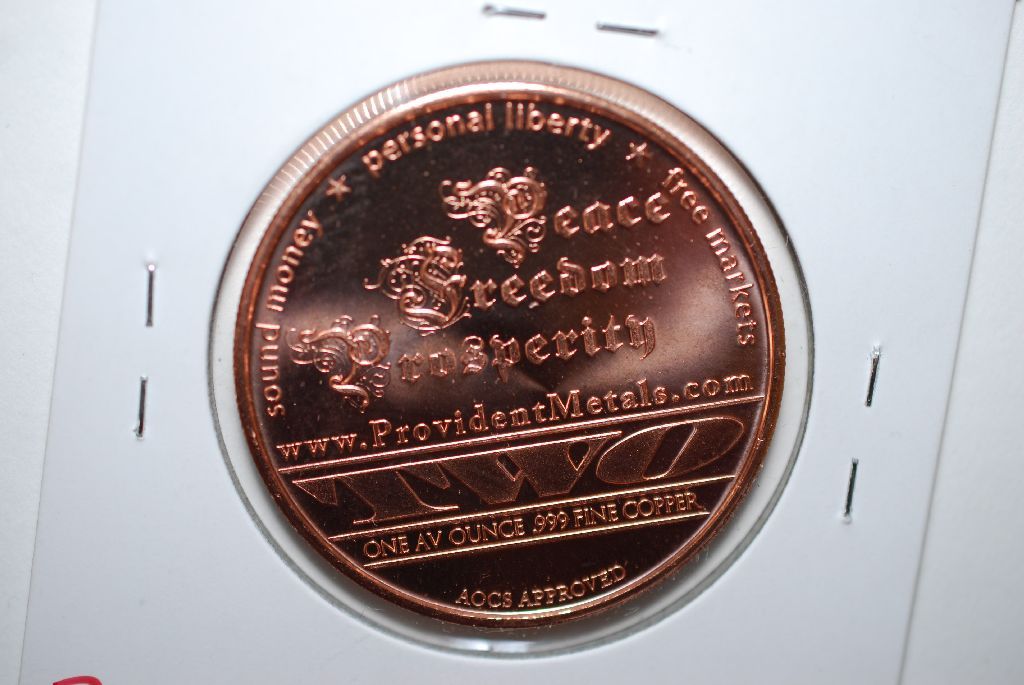 sound money * personal liberty * free markets
Peace
Freedom
Prosperity
www.ProvidentMetals.com
TWO
ONE AV OUNCE .999 FINE COPPER
AOCS APPROVED